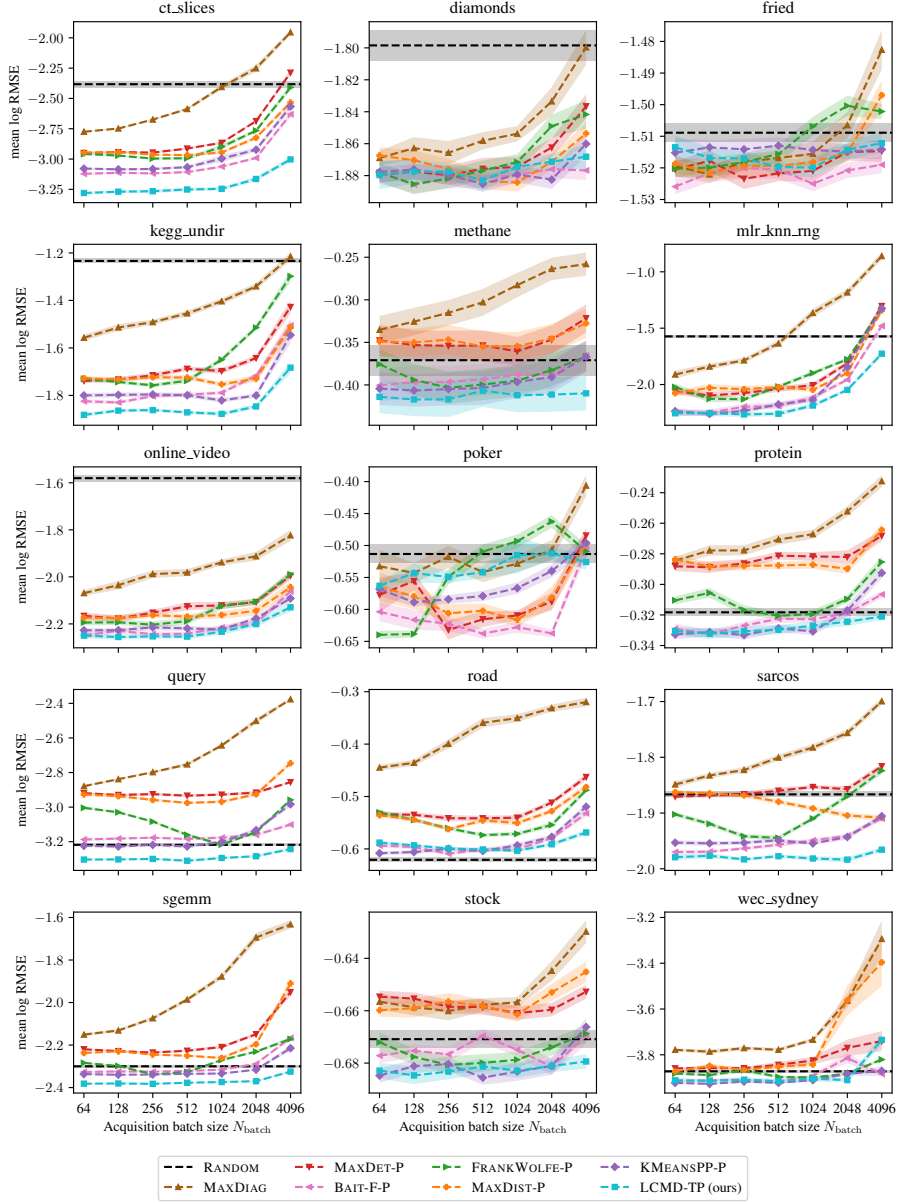 ct_slices
diamonds
fried
mean log RMSE
−2.00
−2.25
−2.50
−2.75
−3.00
−3.25
−1.80
−1.82
−1.84
−1.86
−1.88
−1.48
−1.49
−1.50
−1.51
−1.52
−1.53
kegg_undir
methane
mlr_knn_rng
mean log RMSE
−1.2
−1.4
−1.6
−1.8
−0.25
−0.30
−0.35
−0.40
−1.0
−1.5
−2.0
online_video
poker
protein
mean log RMSE
−1.6
−1.8
−2.0
−2.2
−0.40
−0.45
−0.50
−0.55
−0.60
−0.65
−0.24
−0.26
−0.28
−0.30
−0.32
−0.34
query
road
sarcos
mean log RMSE
−2.4
−2.6
−2.8
−3.0
−3.2
−0.3
−0.4
−0.5
−0.6
−1.7
−1.8
−1.9
−2.0
sgemm
stock
wec_sydney
mean log RMSE
−1.6
−1.8
−2.0
−2.2
−2.4
−0.64
−0.66
−0.68
−3.2
−3.4
−3.6
−3.8
64 128 256 512 1024 2048 4096
64 128 256 512 1024 2048 4096
64 128 256 512 1024 2048 4096
Acquisition batch size N_batch
Acquisition batch size N_batch
Acquisition batch size N_batch
RANDOM
MAXDET-P
FRANKWOLFE-P
KMEANSPP-P
MAXDIAG
BAIT-F-P
MAXDIST-P
LCMD-TP (ours)